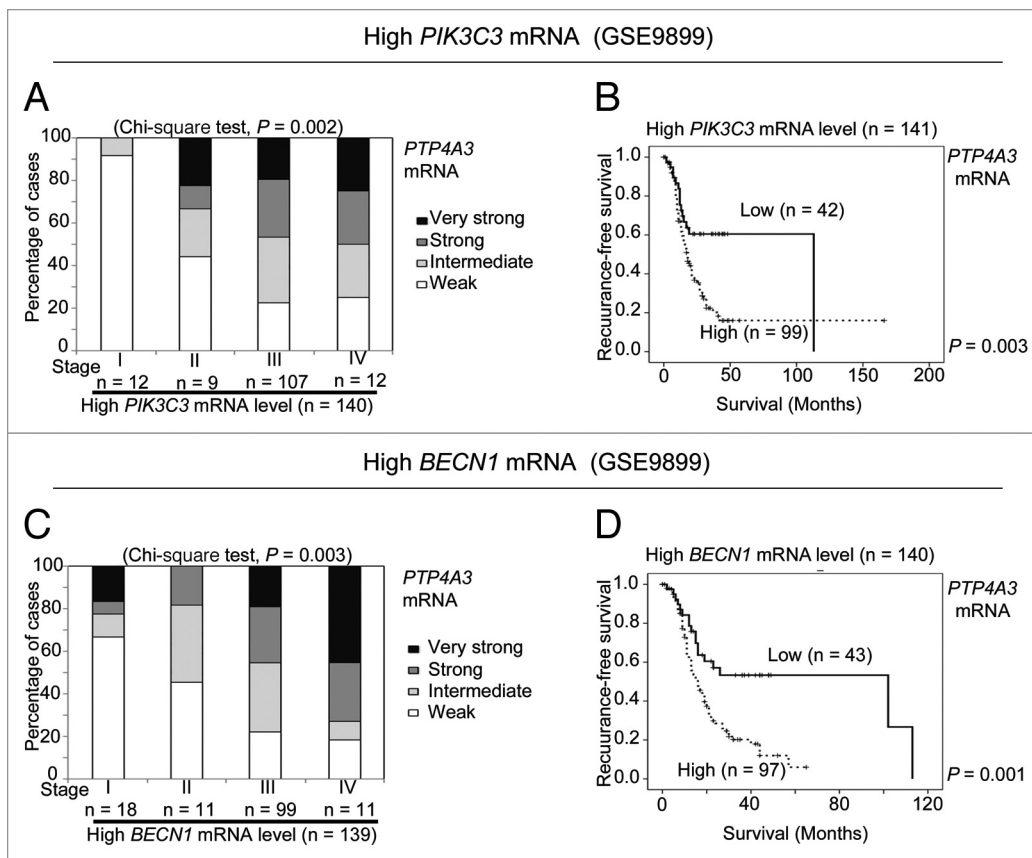 High PIK3C3 mRNA (GSE9899)
A
(Chi-square test, P = 0.002)
Percentage of cases
100
80
60
40
20
0
PTP4A3
mRNA
Very strong
Strong
Intermediate
Weak
Stage I II III IV
n = 12 n = 9 n = 107 n = 12
High PIK3C3 mRNA level (n = 140)
B
High PIK3C3 mRNA level (n = 141)
Recuurance-free survival
1.0
0.8
0.6
0.4
0.2
0.0
Low (n = 42)
High (n = 99)
PTP4A3
mRNA
P = 0.003
0 50 100 150 200
Survival (Months)
High BECN1 mRNA (GSE9899)
C
(Chi-square test, P = 0.003)
Percentage of cases
100
80
60
40
20
0
PTP4A3
mRNA
Very strong
Strong
Intermediate
Weak
Stage I II III IV
n = 18 n = 11 n = 99 n = 11
High BECN1 mRNA level (n = 139)
D
High BECN1 mRNA level (n = 140)
Recuurance-free survival
1.0
0.8
0.6
0.4
0.2
0.0
Low (n = 43)
High (n = 97)
PTP4A3
mRNA
P = 0.001
0 40 80 120
Survival (Months)